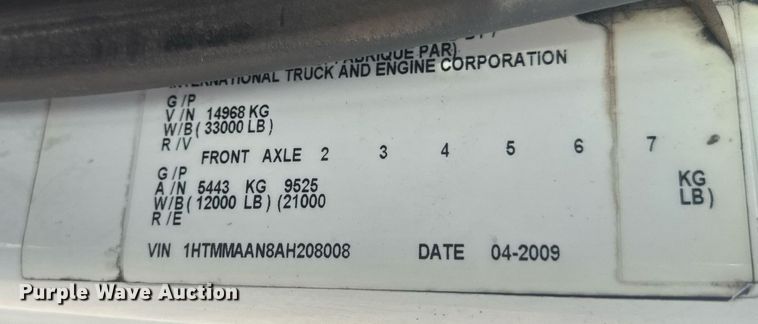 FABRIQUE PAR)
INTERNATIONAL TRUCK AND ENGINE CORPORATION
G/P
V/N 14968 KG
W/B( 33000 LB)
R/V
FRONT AXLE 2 3 4 5 6 7
G/P
A/N 5443 KG 9525 KG
W/B( 12000 LB) (21000 LB)
R/E
VIN 1HTMMAAN8AH208008 DATE 04-2009
Purple Wave Auction